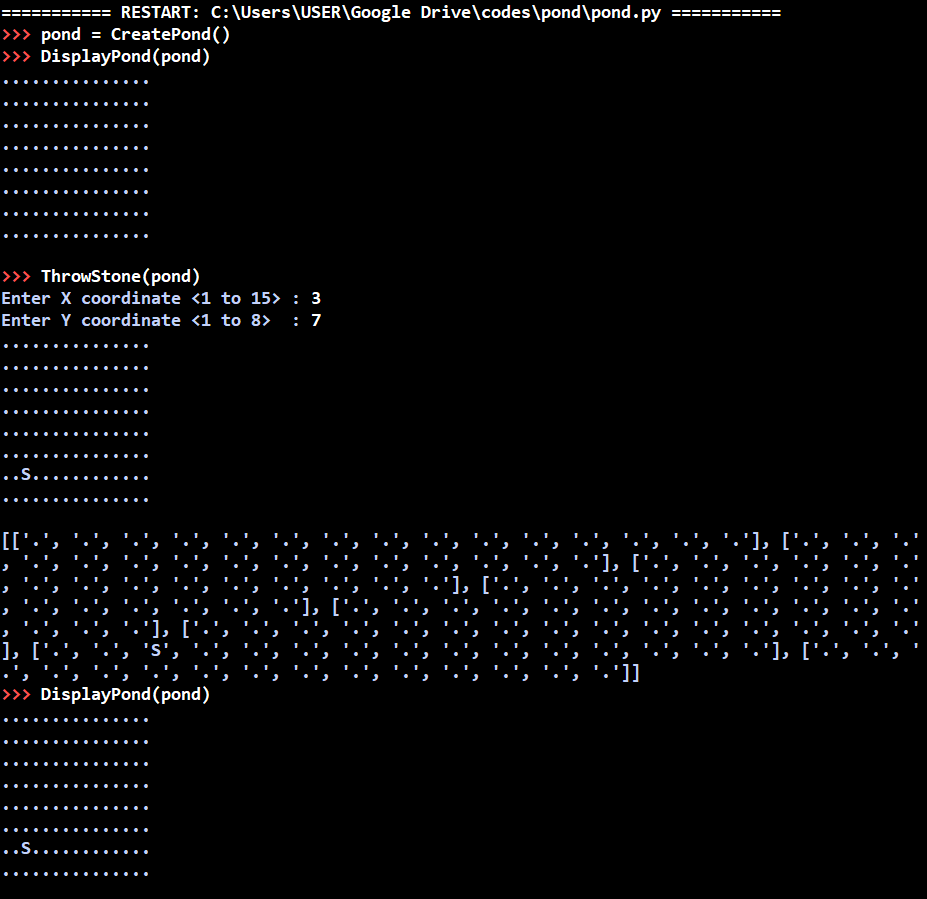 =========== RESTART: C:\Users\USER\Google Drive\codes\pond\pond.py ===========
>>> pond = CreatePond()
>>> DisplayPond(pond)
...............
...............
...............
...............
...............
...............
...............
...............
>>> ThrowStone(pond)
Enter X coordinate <1 to 15> : 3
Enter Y coordinate <1 to 8>  : 7
...............
...............
...............
...............
...............
...............
..S............
...............
[['.', '.', '.', '.', '.', '.', '.', '.', '.', '.', '.', '.', '.', '.', '.'], ['.', '.', '.'
, '.', '.', '.', '.', '.', '.', '.', '.', '.', '.', '.', '.'], ['.', '.', '.', '.', '.', '.'
, '.', '.', '.', '.', '.', '.', '.', '.', '.'], ['.', '.', '.', '.', '.', '.', '.', '.', '.'
, '.', '.', '.', '.', '.', '.'], ['.', '.', '.', '.', '.', '.', '.', '.', '.', '.', '.', '.'
, '.', '.', '.'], ['.', '.', '.', '.', '.', '.', '.', '.', '.', '.', '.', '.', '.', '.', '.'
], ['.', '.', 'S', '.', '.', '.', '.', '.', '.', '.', '.', '.', '.', '.', '.'], ['.', '.', '
.', '.', '.', '.', '.', '.', '.', '.', '.', '.', '.', '.', '.']]
>>> DisplayPond(pond)
...............
...............
...............
...............
...............
...............
..S............
...............